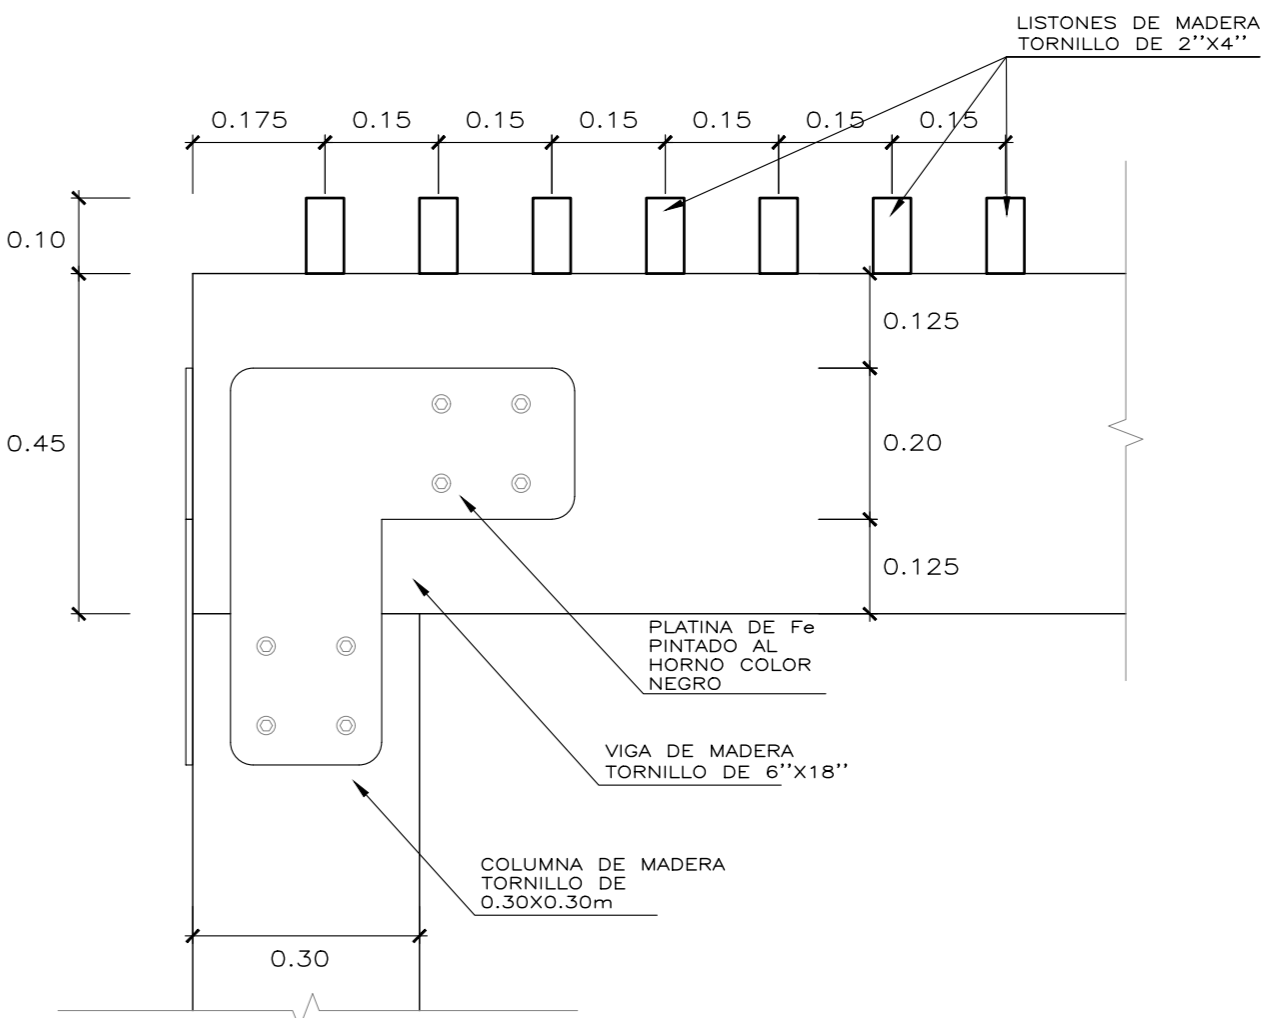 LISTONES DE MADERA
TORNILLO DE 2’’X4’’
0.175 0.15 0.15 0.15 0.15 0.15 0.15
0.10
0.125
0.45
0.20
0.125
PLATINA DE Fe
PINTADO AL
HORNO COLOR
NEGRO
VIGA DE MADERA
TORNILLO DE 6’’X18’’
COLUMNA DE MADERA
TORNILLO DE
0.30X0.30m
0.30